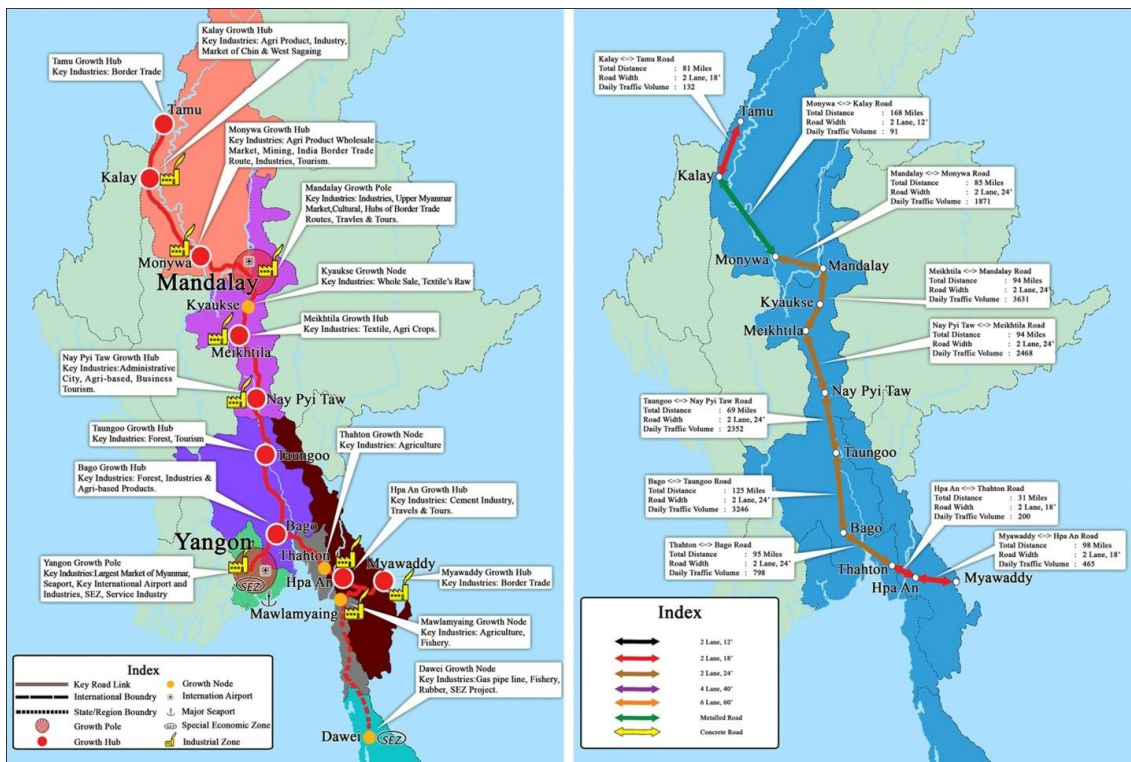 Kalay Growth Hub
Key Industries: Agri Product, Industry,
Market of Chin & West Sagaing
Tamu Growth Hub
Key Industries: Border Trade
Tamu
Monywa Growth Hub
Key Industries: Agri Product Wholesale
Market, Mining, India Border Trade
Route, Industries, Tourism.
Kalay
Mandalay Growth Pole
Key Industries: Industries, Upper Myanmar
Market,Cultural, Hubs of Border Trade
Routes, Travles & Tours.
Monywa
Mandalay
Kyaukse Growth Node
Key Industries: Whole Sale, Textile's Raw
Kyaukse
Meikhtila Growth Hub
Key Industries: Textile, Agri Crops.
Meikhtila
Nay Pyi Taw Growth Hub
Key Industries:Administrative
City, Agri-based, Business
Tourism.
Nay Pyi Taw
Taungoo Growth Hub
Key Industries: Forest, Tourism
Thahton Growth Node
Key Industries: Agriculture
Taungoo
Bago Growth Hub
Key Industries: Forest, Industries &
Agri-based Products.
Hpa An Growth Hub
Key Industries: Cement Industry,
Travels & Tours.
Bago
Yangon
Thahton
Yangon Growth Pole
Key Industries:Largest Market of Myanmar,
Seaport, Key International Airport and
Industries, SEZ, Service Industry
SEZ
Hpa An
Myawaddy
Myawaddy Growth Hub
Key Industries: Border Trade
Mawlamyaing
Mawlamyaing Growth Node
Key Industries: Agriculture,
Fishery.
Dawei Growth Node
Key Industries:Gas pipe line, Fishery,
Rubber, SEZ Project.
Dawei
SEZ
Index
Key Road Link
International Boundry
State/Region Boundry
Growth Pole
Growth Hub
Growth Node
Internation Airport
Major Seaport
SEZ Special Economic Zone
Industrial Zone
Kalay <=> Tamu Road
Total Distance : 81 Miles
Road Width : 2 Lane, 18'
Daily Traffic Volume : 132
Tamu
Monywa <=> Kalay Road
Total Distance : 168 Miles
Road Width : 2 Lane, 12'
Daily Traffic Volume : 91
Kalay
Mandalay <=> Monywa Road
Total Distance : 85 Miles
Road Width : 2 Lane, 24'
Daily Traffic Volume : 1871
Monywa
Mandalay
Meikhtila <=> Mandalay Road
Total Distance : 94 Miles
Road Width : 2 Lane, 24'
Daily Traffic Volume : 3631
Kyaukse
Meikhtila
Nay Pyi Taw <=> Meikhtila Road
Total Distance : 94 Miles
Road Width : 2 Lane, 24'
Daily Traffic Volume : 2468
Nay Pyi Taw
Taungoo <=> Nay Pyi Taw Road
Total Distance : 69 Miles
Road Width : 2 Lane, 24'
Daily Traffic Volume : 2352
Taungoo
Bago <=> Taungoo Road
Total Distance : 125 Miles
Road Width : 2 Lane, 24'
Daily Traffic Volume : 3246
Hpa An <=> Thahton Road
Total Distance : 31 Miles
Road Width : 2 Lane, 18'
Daily Traffic Volume : 200
Bago
Thahton <=> Bago Road
Total Distance : 95 Miles
Road Width : 2 Lane, 24'
Daily Traffic Volume : 798
Myawaddy <=> Hpa An Road
Total Distance : 98 Miles
Road Width : 2 Lane, 18'
Daily Traffic Volume : 465
Thahton
Hpa An
Myawaddy
Index
2 Lane, 12'
2 Lane, 18'
2 Lane, 24'
4 Lane, 40'
6 Lane, 60'
Metalled Road
Concrete Road